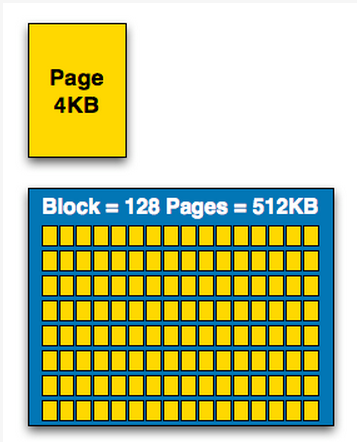 Page
4KB
Block = 128 Pages = 512KB